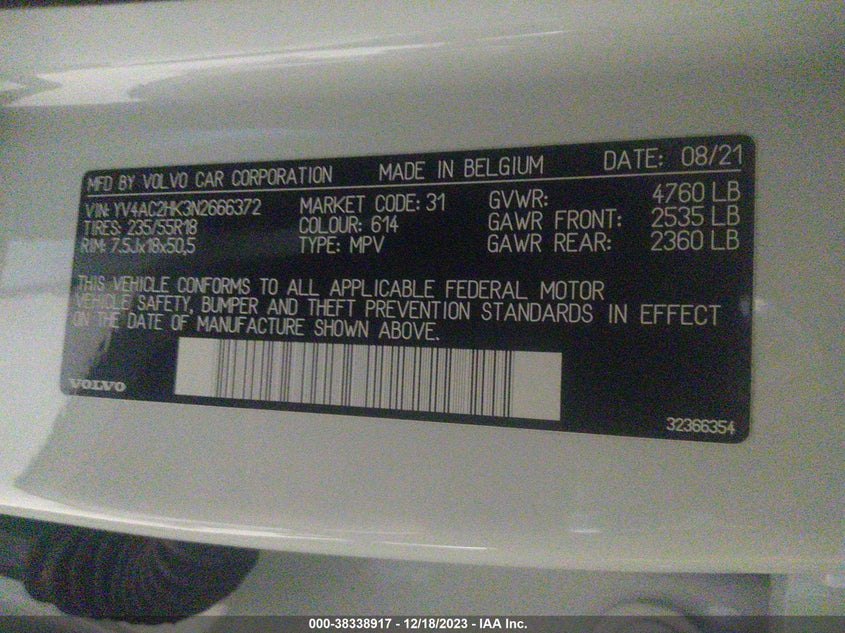 MFD BY VOLVO CAR CORPORATION MADE IN BELGIUM DATE: 08/21
VIN: YV4AC2HK3N2666372 MARKET CODE: 31 GVWR: 4760 LB
TIRES: 235/55R18 COLOUR: 614 GAWR FRONT: 2535 LB
RIM: 7.5Jx18x50,5 TYPE: MPV GAWR REAR: 2360 LB
THIS VEHICLE CONFORMS TO ALL APPLICABLE FEDERAL MOTOR
VEHICLE SAFETY, BUMPER AND THEFT PREVENTION STANDARDS IN EFFECT
ON THE DATE OF MANUFACTURE SHOWN ABOVE.
VOLVO
32366354
000-38338917 - 12/18/2023 - IAA Inc.